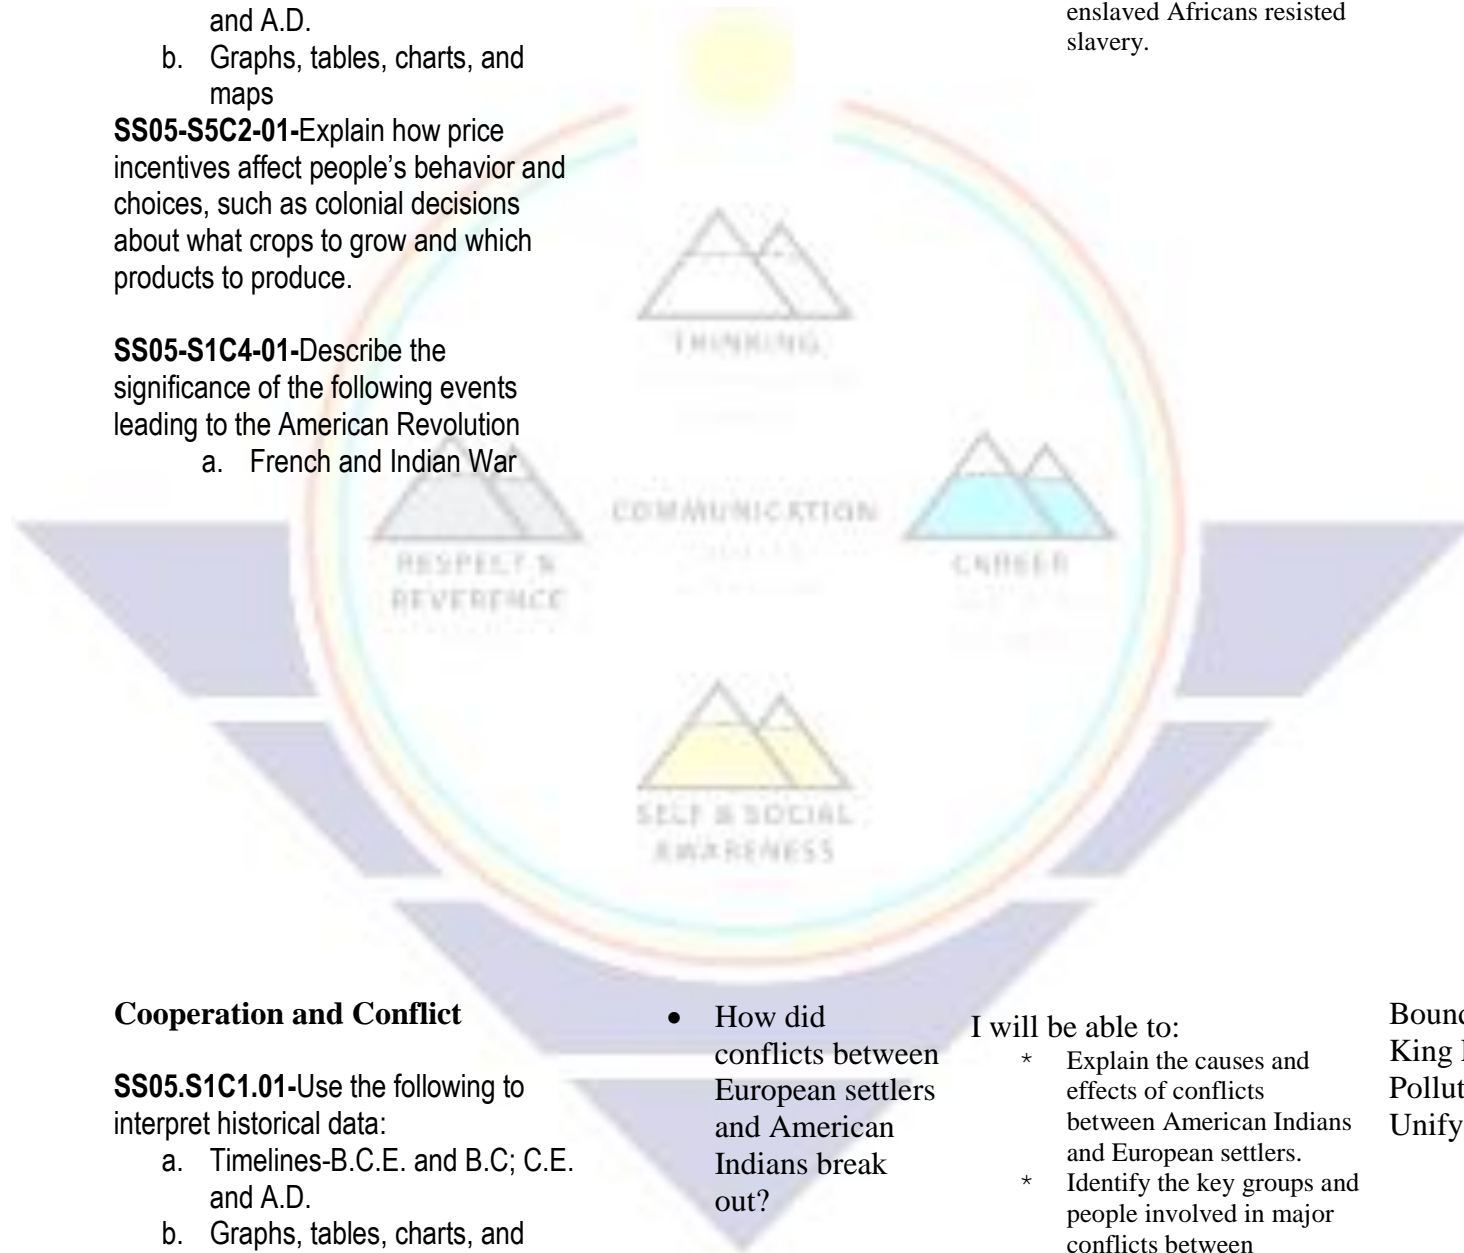 and A.D.
b. Graphs, tables, charts, and
maps
SS05-S5C2-01-Explain how price
incentives affect people’s behavior and
choices, such as colonial decisions
about what crops to grow and which
products to produce.
SS05-S1C4-01-Describe the
significance of the following events
leading to the American Revolution
a. French and Indian War
enslaved Africans resisted
slavery.
THINKING
RESPECT &
REVERENCE
COMMUNICATION
CAREER
SELF & SOCIAL
AWARENESS
Cooperation and Conflict
SS05.S1C1.01-Use the following to
interpret historical data:
a. Timelines-B.C.E. and B.C; C.E.
and A.D.
b. Graphs, tables, charts, and
• How did
conflicts between
European settlers
and American
Indians break
out?
I will be able to:
* Explain the causes and
effects of conflicts
between American Indians
and European settlers.
* Identify the key groups and
people involved in major
conflicts between
King
Unify